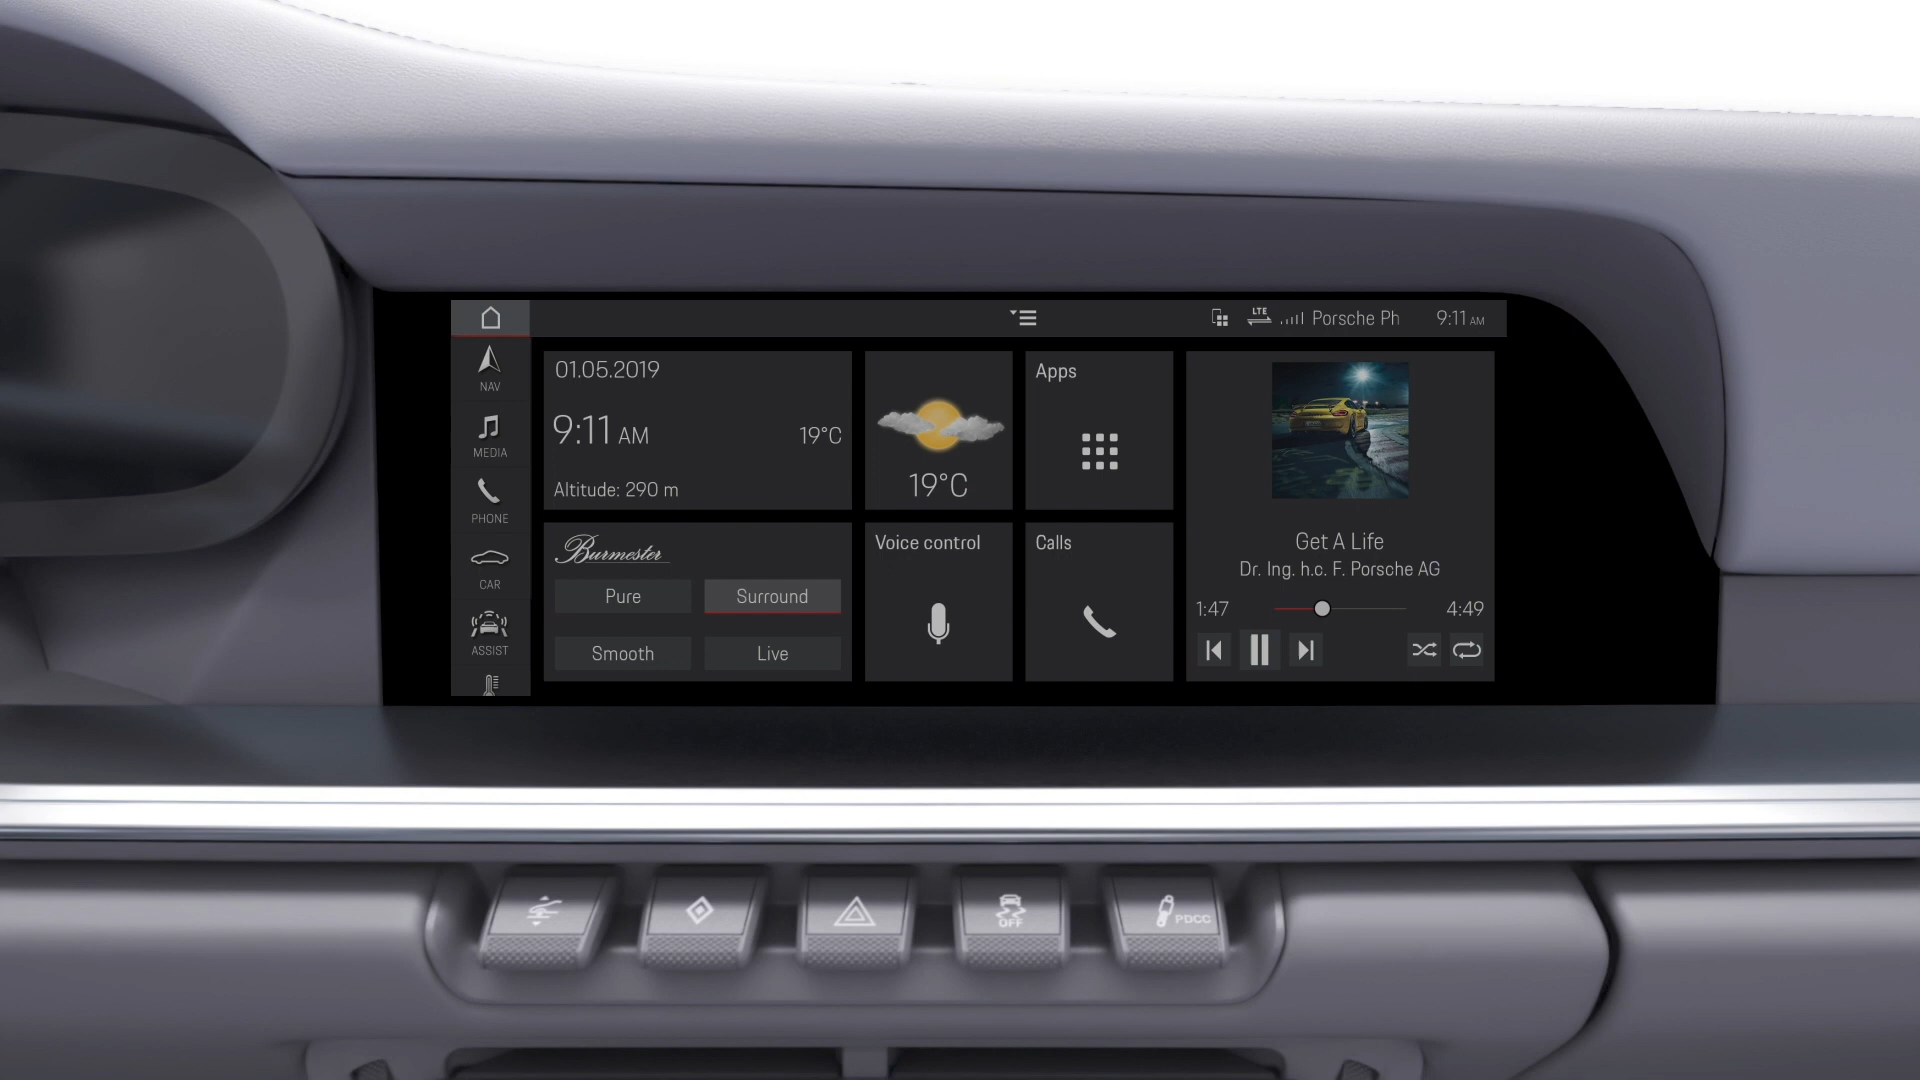 LTE
Porsche Ph
9:11 AM
NAV
MEDIA
PHONE
CAR
ASSIST
01.05.2019
9:11 AM
19°C
Altitude: 290 m
19°C
Apps
Burmester
Pure
Surround
Smooth
Live
Voice control
Calls
Get A Life
Dr. Ing. h.c. F. Porsche AG
1:47
4:49
OFF
PDCC